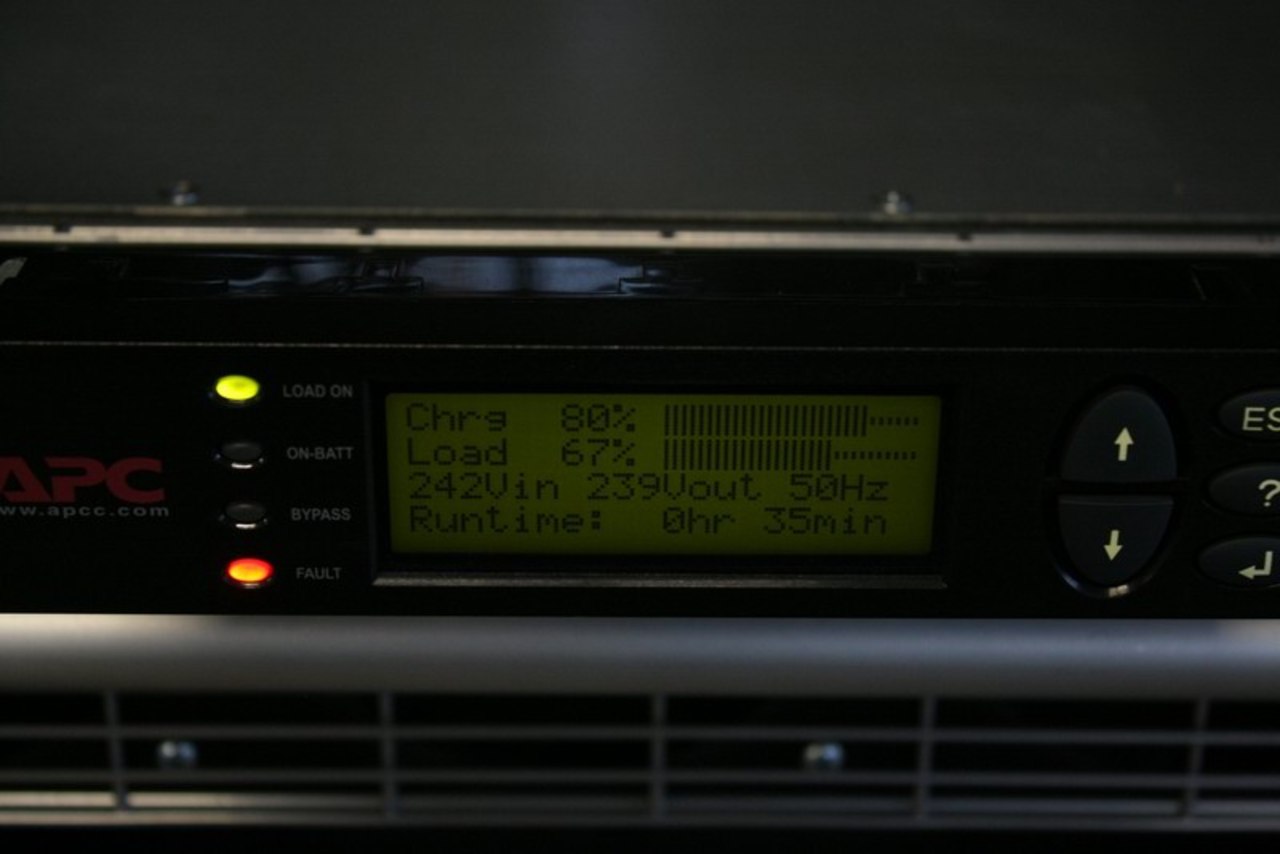 LOAD ON
ON-BATT
BYPASS
FAULT
APC
www.apcc.com
Chrg 80%
Load 67%
242Vin 239Vout 50Hz
Runtime: 0hr 35min
↑
↓
ES
?